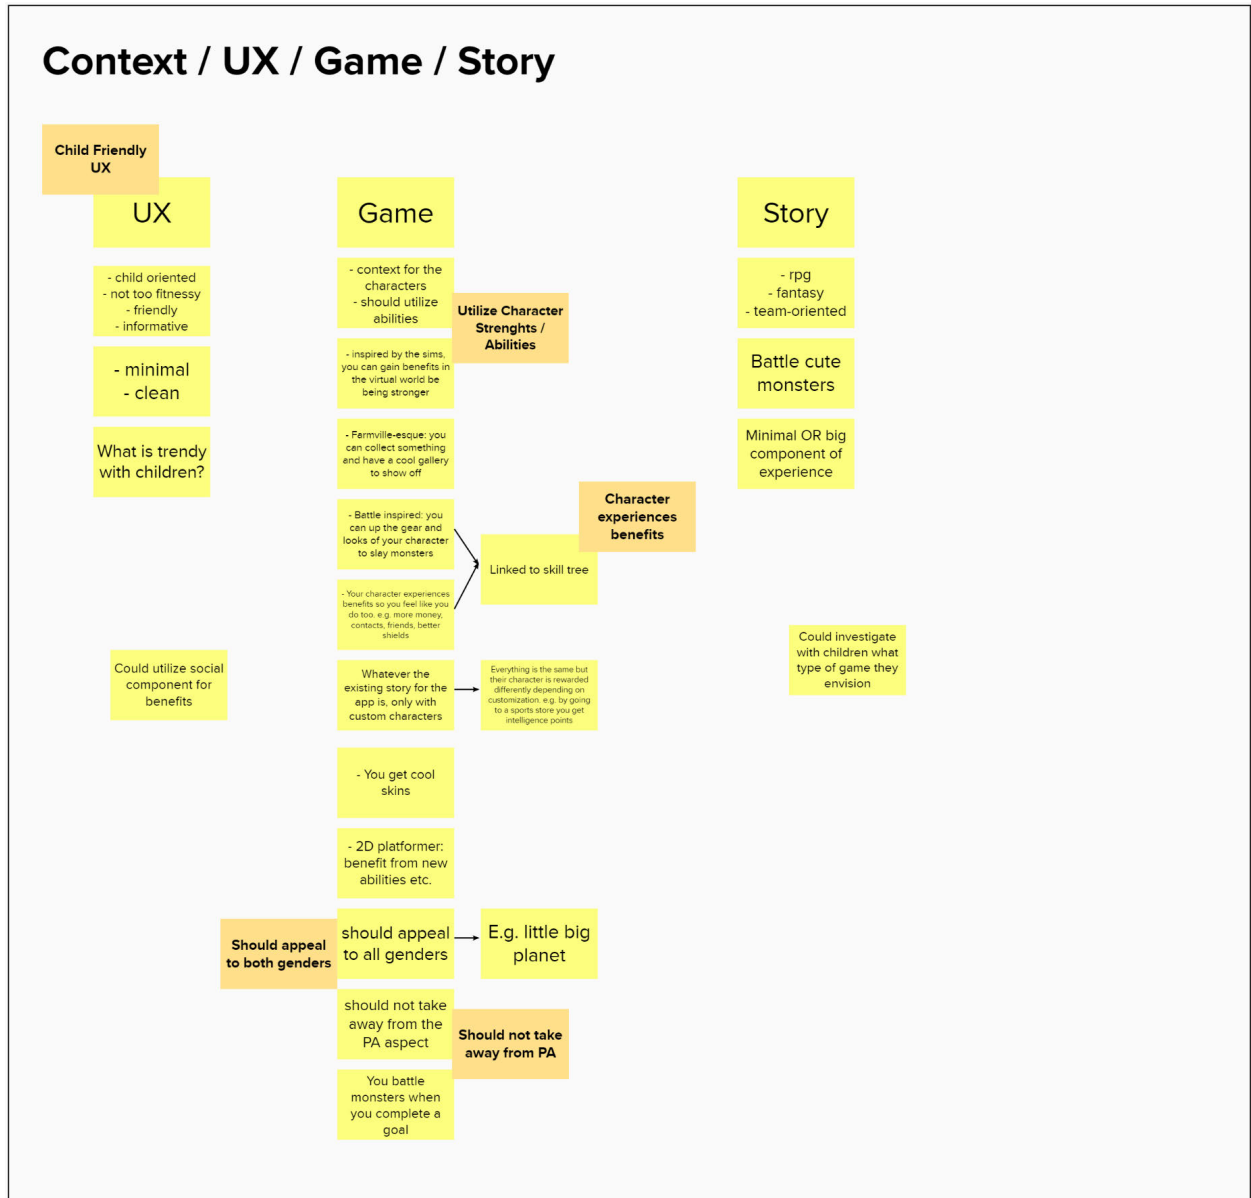 Context / UX / Game / Story
Child Friendly
UX
UX
- child oriented
- not too fitnessy
- friendly
- informative
- minimal
- clean
What is trendy
with children?
Could utilize social
component for
benefits
Game
- context for the
characters
- should utilize
abilities
Utilize Character
Strenghts /
Abilities
- inspired by the sims,
you can gain benefits in
the virtual world be
being stronger
- Farmville-esque: you
can collect something
and have a cool gallery
to show off
- Battle inspired: you
can up the gear and
looks of your character
to slay monsters
- Your character experiences
benefits so you feel like you
do too. e.g. more money,
contacts, friends, better
shields
Character
experiences
benefits
Linked to skill tree
Whatever the
existing story for the
app is, only with
custom characters
Everything is the same but
their character is rewarded
differently depending on
customization. e.g. by going
to a sports store you get
intelligence points
- You get cool
skins
- 2D platformer:
benefit from new
abilities etc.
Should appeal
to both genders
should appeal
to all genders
E.g. little big
planet
should not take
away from the
PA aspect
Should not take
away from PA
You battle
monsters when
you complete a
goal
Story
- rpg
- fantasy
- team-oriented
Battle cute
monsters
Minimal OR big
component of
experience
Could investigate
with children what
type of game they
envision